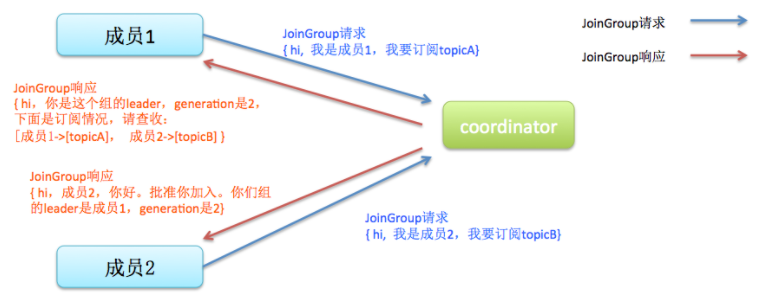 成员1
JoinGroup请求
{ hi, 我是成员1，我要订阅topicA}
JoinGroup请求
JoinGroup响应
JoinGroup响应
{ hi，你是这个组的leader，generation是2，
下面是订阅情况，请查收：
[成员1->[topicA]， 成员2->[topicB] }
coordinator
JoinGroup响应
{ hi，成员2，你好。批准你加入。你们组
的leader是成员1，generation是2}
JoinGroup请求
{ hi, 我是成员2，我要订阅topicB}
成员2